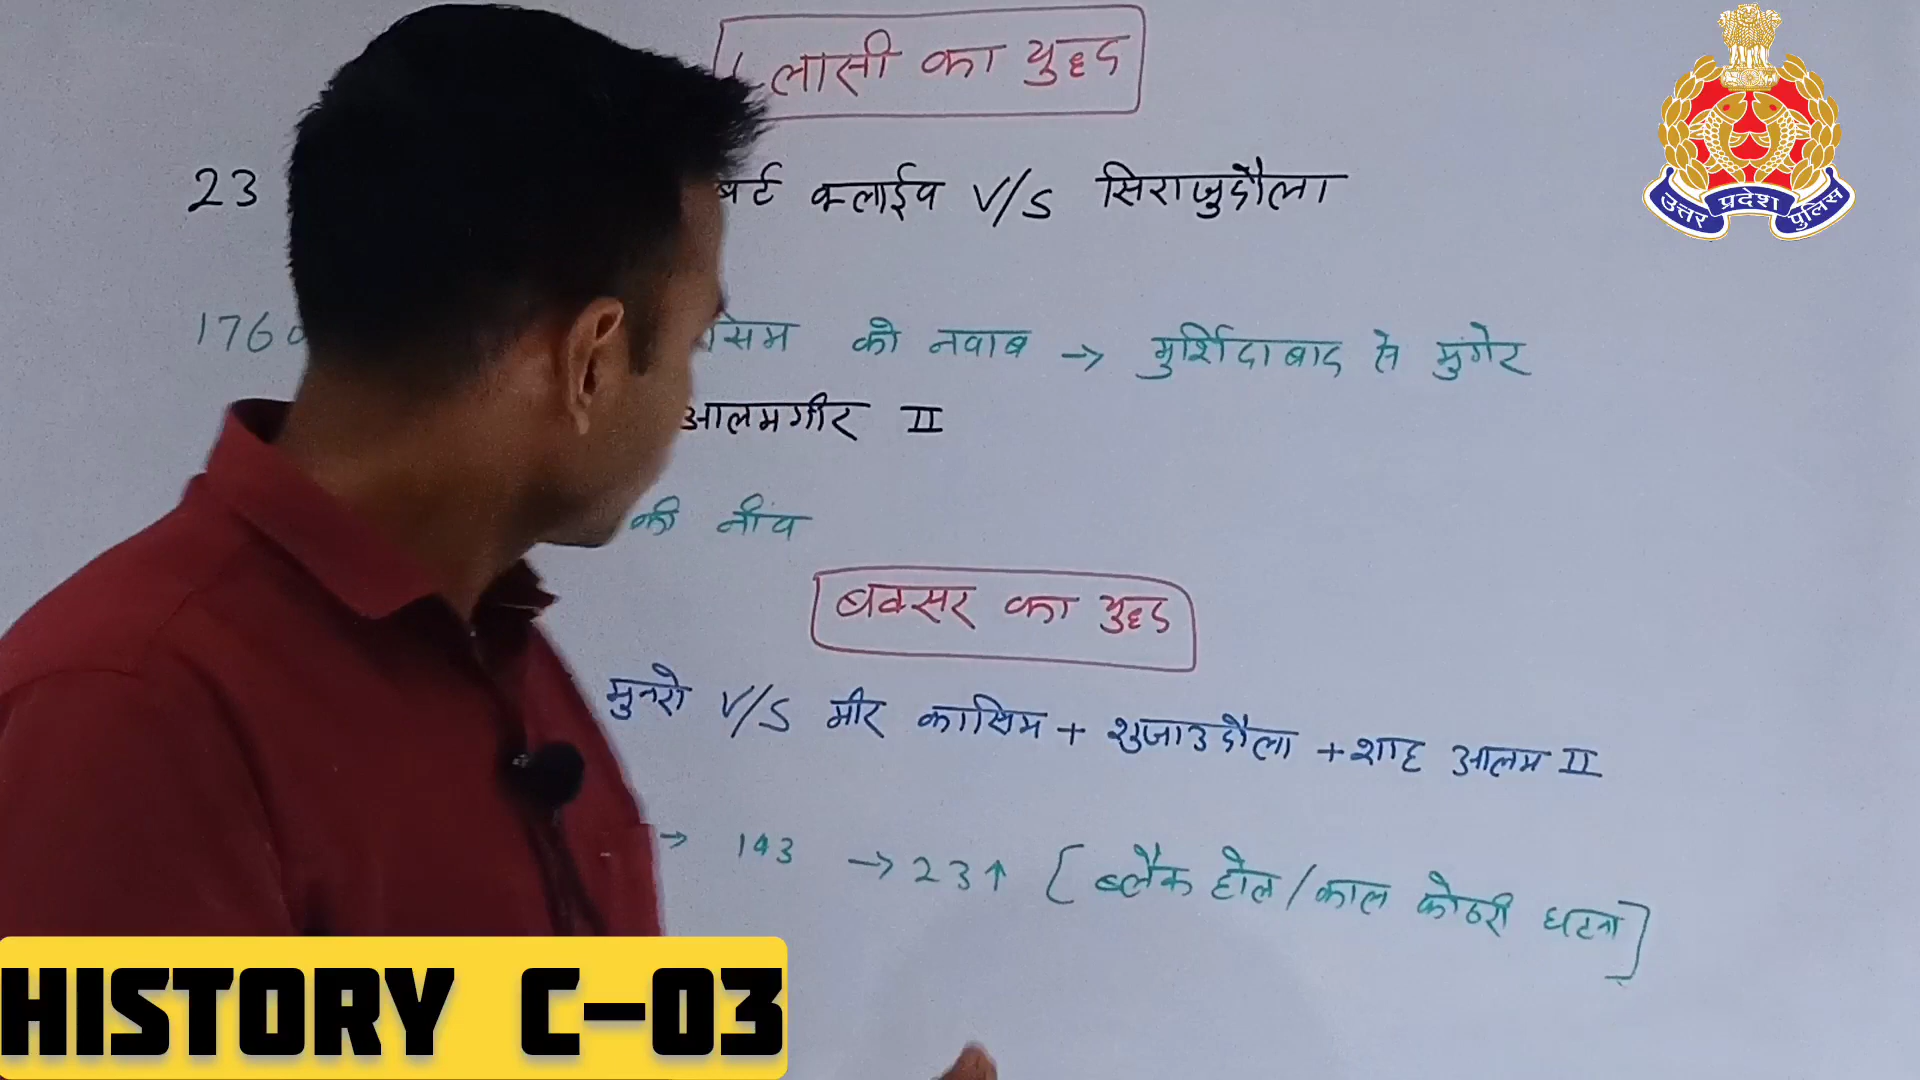 प्लासी का युद्ध
23 बर्ट क्लाईव V/S सिराजुद्दौला
1760 सिम को नवाब → मुर्शिदाबाद से मुंगेर
आलमगीर II
की नींव
बक्सर का युद्ध
मुनरो V/S मीर कासिम + शुजाउद्दौला + शाह आलम II
→ → 23↑ [ ब्लैक होल / काल कोठरी घटना ]
उत्तर प्रदेश पुलिस
HISTORY C-03